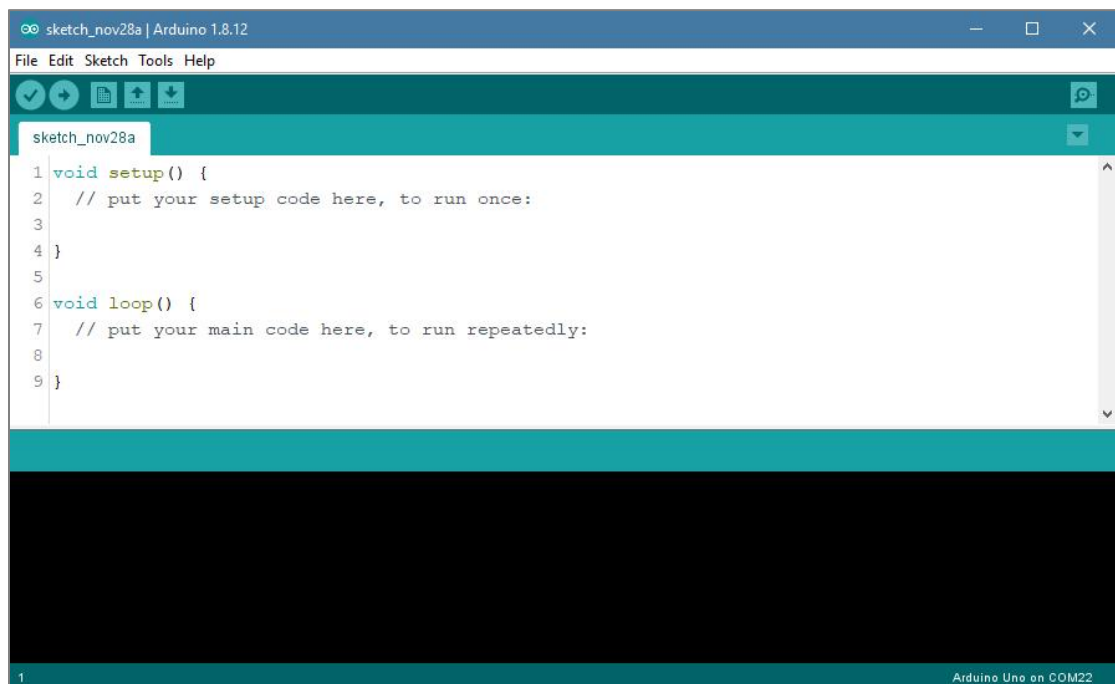 sketch_nov28a | Arduino 1.8.12
File Edit Sketch Tools Help
sketch_nov28a
1 void setup() {
2   // put your setup code here, to run once:
3
4 }
5
6 void loop() {
7   // put your main code here, to run repeatedly:
8
9 }
1 Arduino Uno on COM22